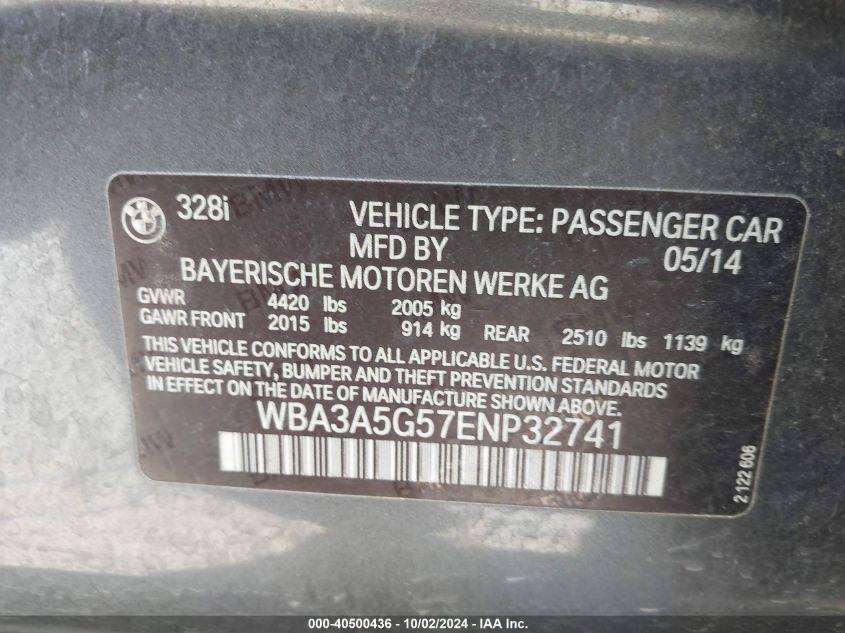 328i VEHICLE TYPE: PASSENGER CAR
MFD BY 05/14
BAYERISCHE MOTOREN WERKE AG
GVWR 4420 lbs 2005 kg
GAWR FRONT 2015 lbs 914 kg REAR 2510 lbs 1139 kg
THIS VEHICLE CONFORMS TO ALL APPLICABLE U.S. FEDERAL MOTOR
VEHICLE SAFETY, BUMPER AND THEFT PREVENTION STANDARDS
IN EFFECT ON THE DATE OF MANUFACTURE SHOWN ABOVE.
WBA3A5G57ENP32741
2 122 606
000-40500436 - 10/02/2024 - IAA Inc.